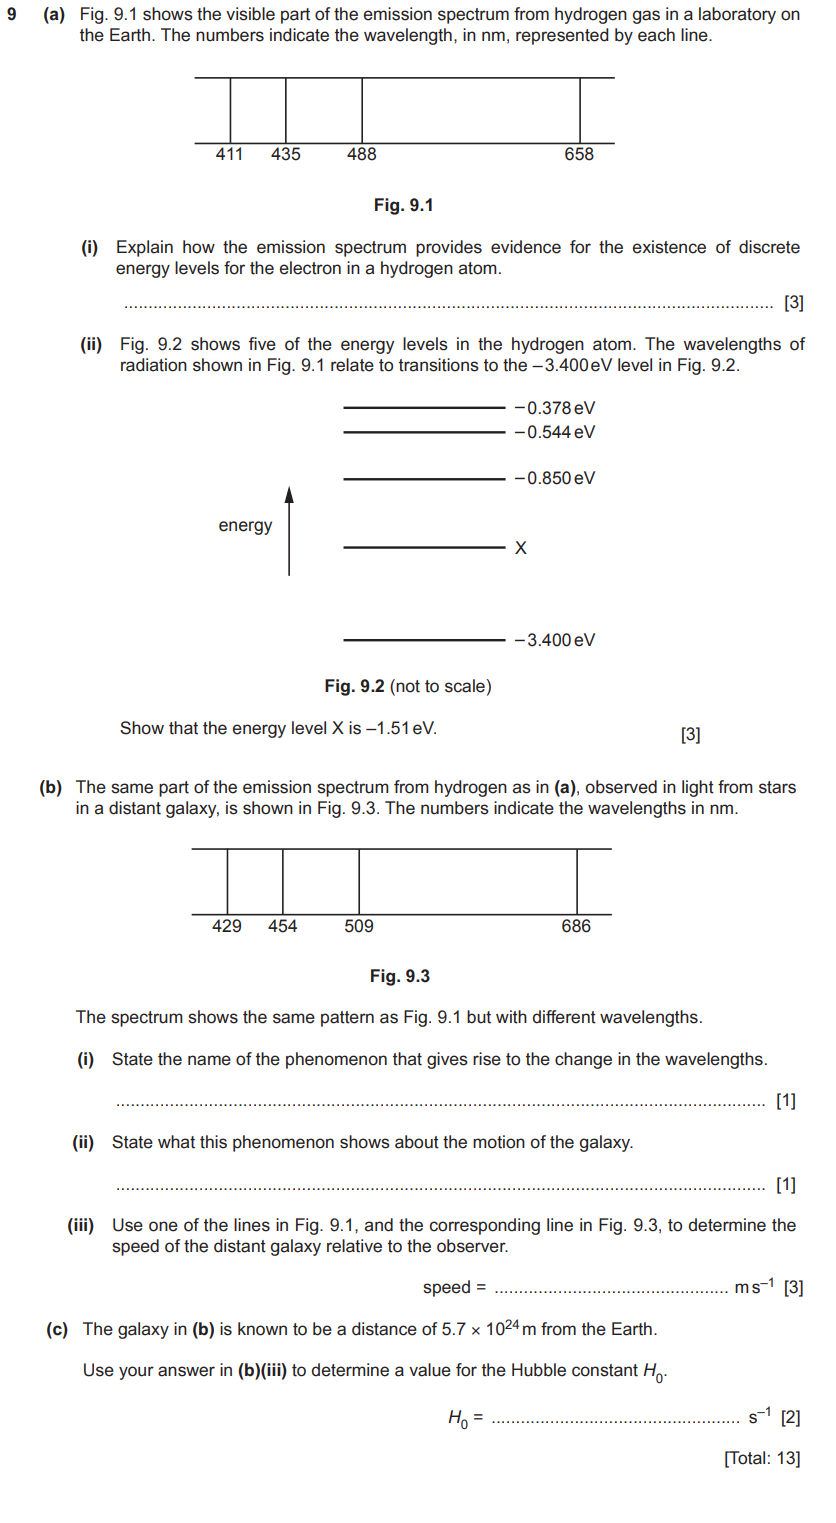 9 (a) Fig. 9.1 shows the visible part of the emission spectrum from hydrogen gas in a laboratory on
the Earth. The numbers indicate the wavelength, in nm, represented by each line.
411 435 488 658
Fig. 9.1
(i) Explain how the emission spectrum provides evidence for the existence of discrete
energy levels for the electron in a hydrogen atom.
.................................................................................................................................... [3]
(ii) Fig. 9.2 shows five of the energy levels in the hydrogen atom. The wavelengths of
radiation shown in Fig. 9.1 relate to transitions to the –3.400 eV level in Fig. 9.2.
–0.378 eV
–0.544 eV
–0.850 eV
energy
X
–3.400 eV
Fig. 9.2 (not to scale)
Show that the energy level X is –1.51 eV.
[3]
(b) The same part of the emission spectrum from hydrogen as in (a), observed in light from stars
in a distant galaxy, is shown in Fig. 9.3. The numbers indicate the wavelengths in nm.
429 454 509 686
Fig. 9.3
The spectrum shows the same pattern as Fig. 9.1 but with different wavelengths.
(i) State the name of the phenomenon that gives rise to the change in the wavelengths.
.................................................................................................................................... [1]
(ii) State what this phenomenon shows about the motion of the galaxy.
.................................................................................................................................... [1]
(iii) Use one of the lines in Fig. 9.1, and the corresponding line in Fig. 9.3, to determine the
speed of the distant galaxy relative to the observer.
speed = ................................................ m s⁻¹ [3]
(c) The galaxy in (b) is known to be a distance of 5.7 × 10²⁴ m from the Earth.
Use your answer in (b)(iii) to determine a value for the Hubble constant H₀.
H₀ = ................................................... s⁻¹ [2]
[Total: 13]